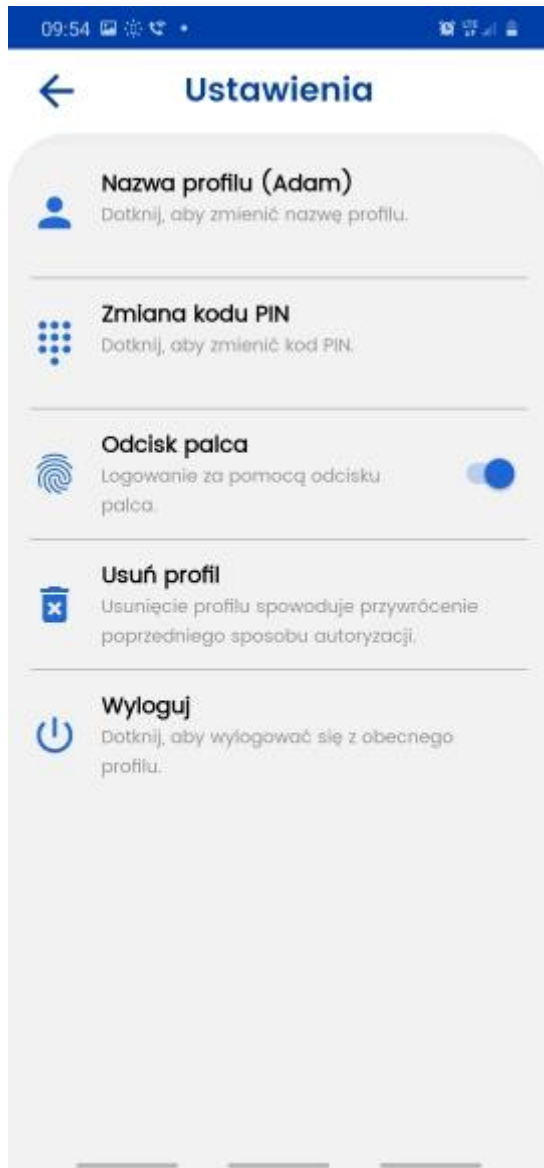 09:54
Ustawienia
Nazwa profilu (Adam)
Dotknij, aby zmienić nazwę profilu.
Zmiana kodu PIN
Dotknij, aby zmienić kod PIN.
Odcisk palca
Logowanie za pomocą odcisku
palca.
Usuń profil
Usunięcie profilu spowoduje przywrócenie
poprzedniego sposobu autoryzacji.
Wyloguj
Dotknij, aby wylogować się z obecnego
profilu.